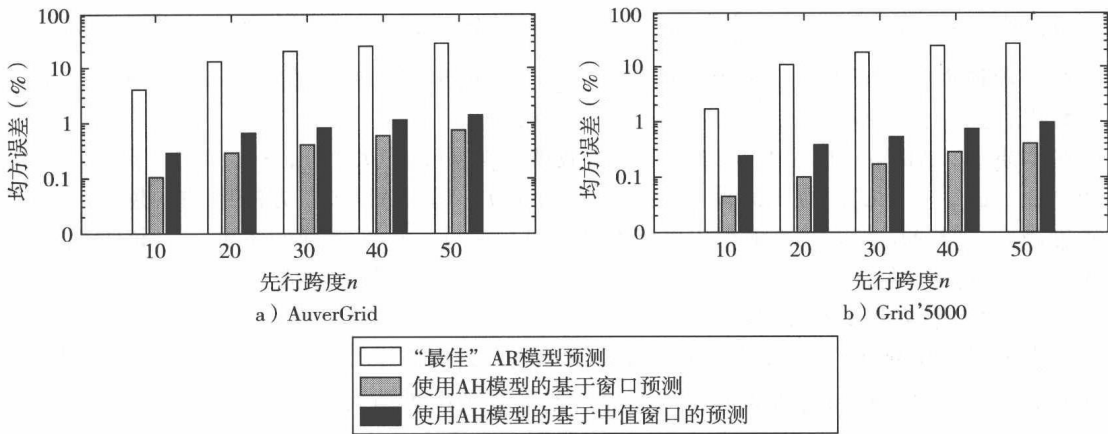 100
10
1
0.1
0
均方误差（%）
10 20 30 40 50
先行跨度n
a）AuverGrid
100
10
1
0.1
0
均方误差（%）
10 20 30 40 50
先行跨度n
b）Grid’5000
“最佳”AR模型预测
使用AH模型的基于窗口预测
使用AH模型的基于中值窗口的预测